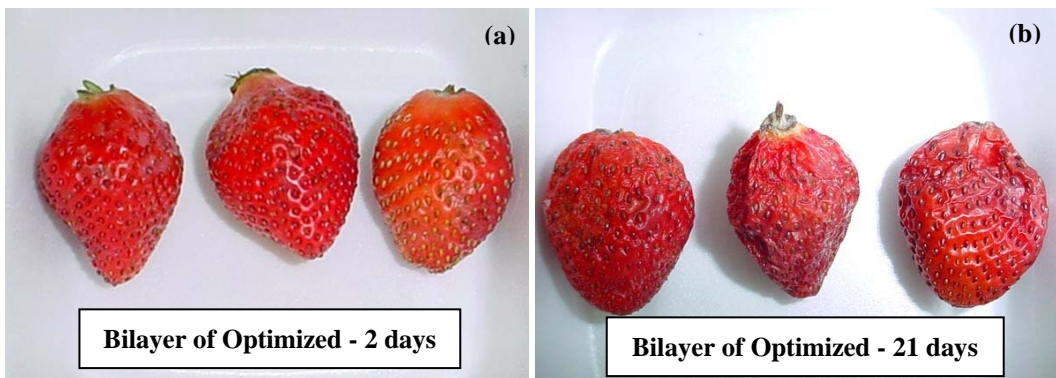 (a)
Bilayer of Optimized - 2 days
(b)
Bilayer of Optimized - 21 days